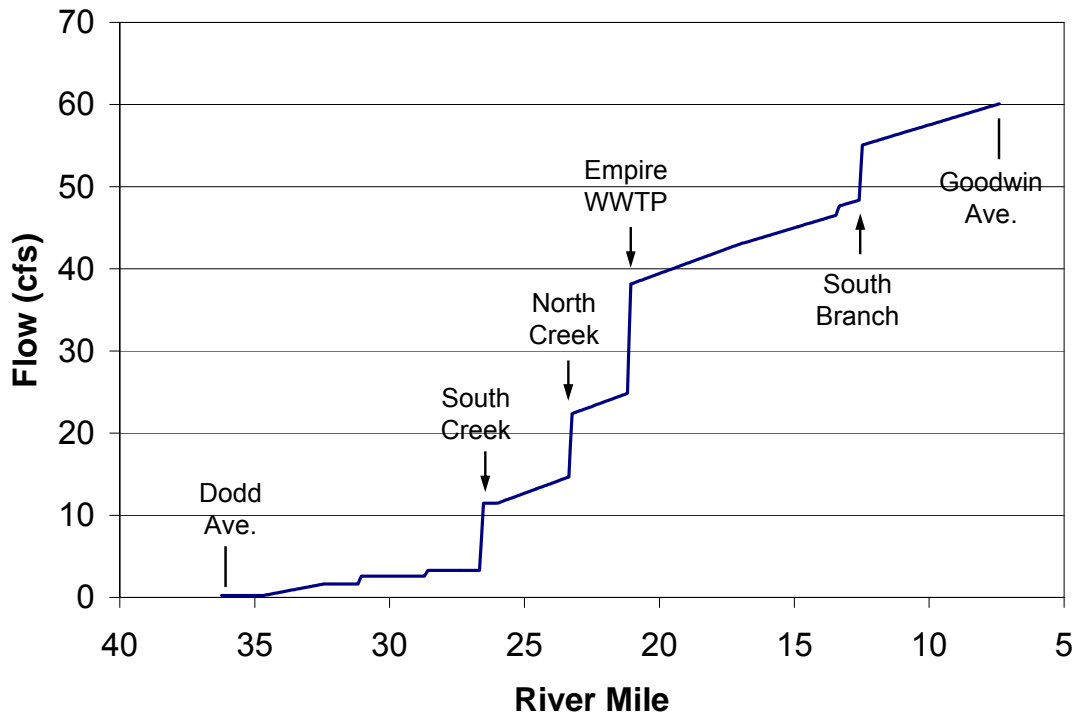 70
60
50
40
30
20
10
0
Flow (cfs)
Dodd
Ave.
South
Creek
North
Creek
Empire
WWTP
South
Branch
Goodwin
Ave.
40 35 30 25 20 15 10 5
River Mile